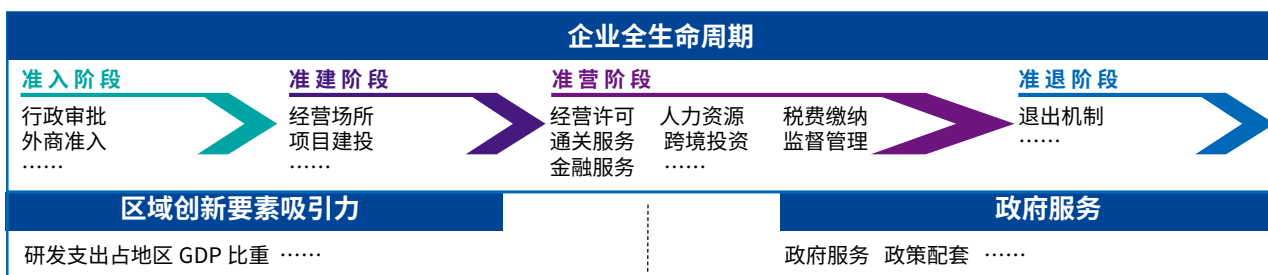 企业全生命周期
准入阶段
行政审批
外商准入
……
准建阶段
经营场所
项目建投
……
准营阶段
经营许可 人力资源 税费缴纳
通关服务 跨境投资 监督管理
金融服务 ……
准退阶段
退出机制
……
区域创新要素吸引力
研发支出占地区 GDP 比重 ……
政府服务
政府服务 政策配套 ……